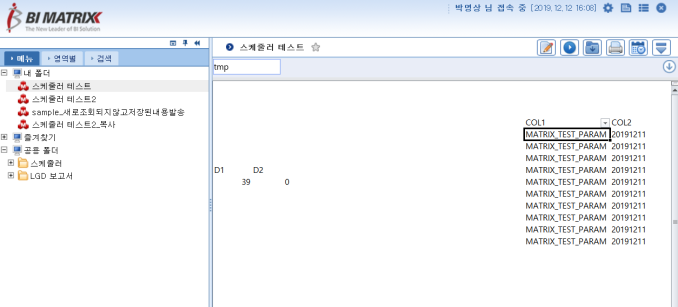 BI MATRIX
The New Leader of BI Solution
박명상 님 접속 중 [2019.12.12 16:08]
메뉴
영역별
검색
내 폴더
스케줄러 테스트
스케줄러 테스트2
sample_새로조회되지않고저장된내용발송
스케줄러 테스트2_복사
즐겨찾기
공용 폴더
스케줄러
LGD 보고서
스케줄러 테스트
tmp
D1 D2
39 0
COL1 COL2
MATRIX_TEST_PARAM 20191211
MATRIX_TEST_PARAM 20191211
MATRIX_TEST_PARAM 20191211
MATRIX_TEST_PARAM 20191211
MATRIX_TEST_PARAM 20191211
MATRIX_TEST_PARAM 20191211
MATRIX_TEST_PARAM 20191211
MATRIX_TEST_PARAM 20191211
MATRIX_TEST_PARAM 20191211
MATRIX_TEST_PARAM 20191211